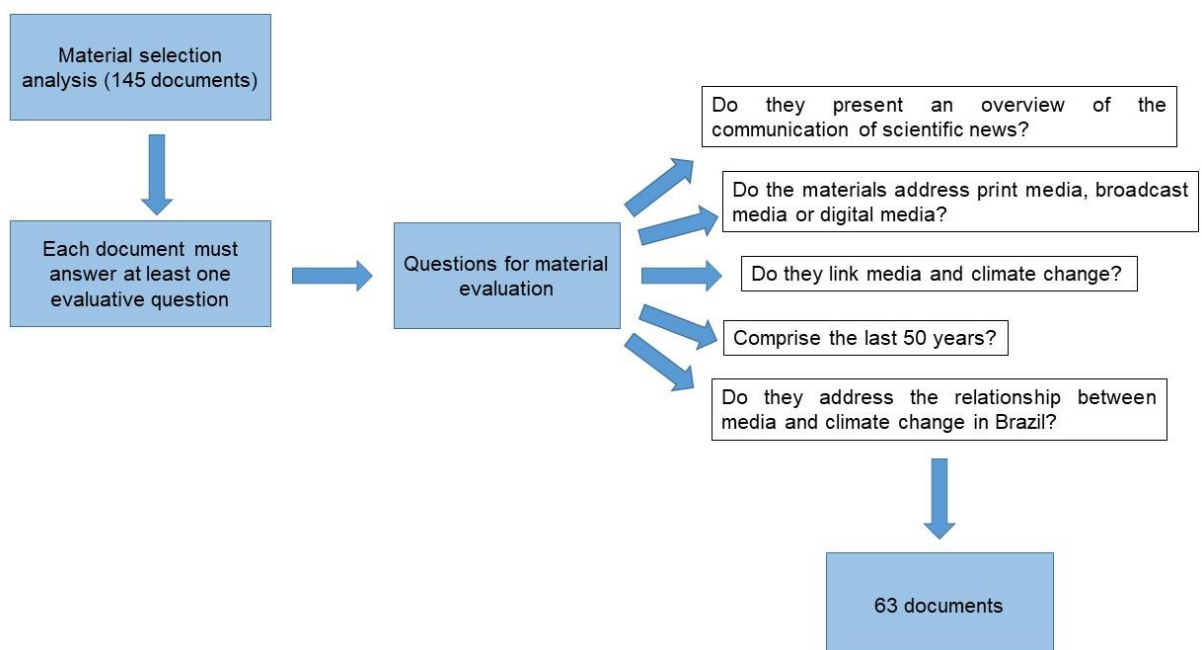 Material selection
analysis (145 documents)
Each document must
answer at least one
evaluative question
Questions for material
evaluation
Do they present an overview of the
communication of scientific news?
Do the materials address print media, broadcast
media or digital media?
Do they link media and climate change?
Comprise the last 50 years?
Do they address the relationship between
media and climate change in Brazil?
63 documents